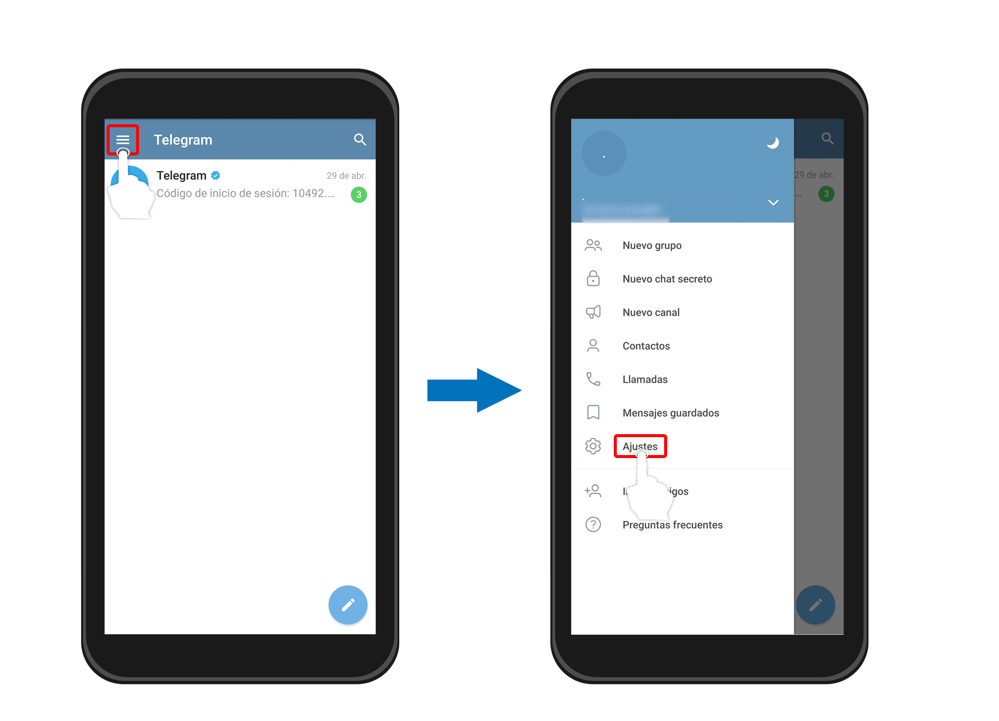 Telegram
Telegram
29 de abr.
Código de inicio de sesión: 10492....
3
29 de abr.
...
3
Nuevo grupo
Nuevo chat secreto
Nuevo canal
Contactos
Llamadas
Mensajes guardados
Ajustes
Preguntas frecuentes